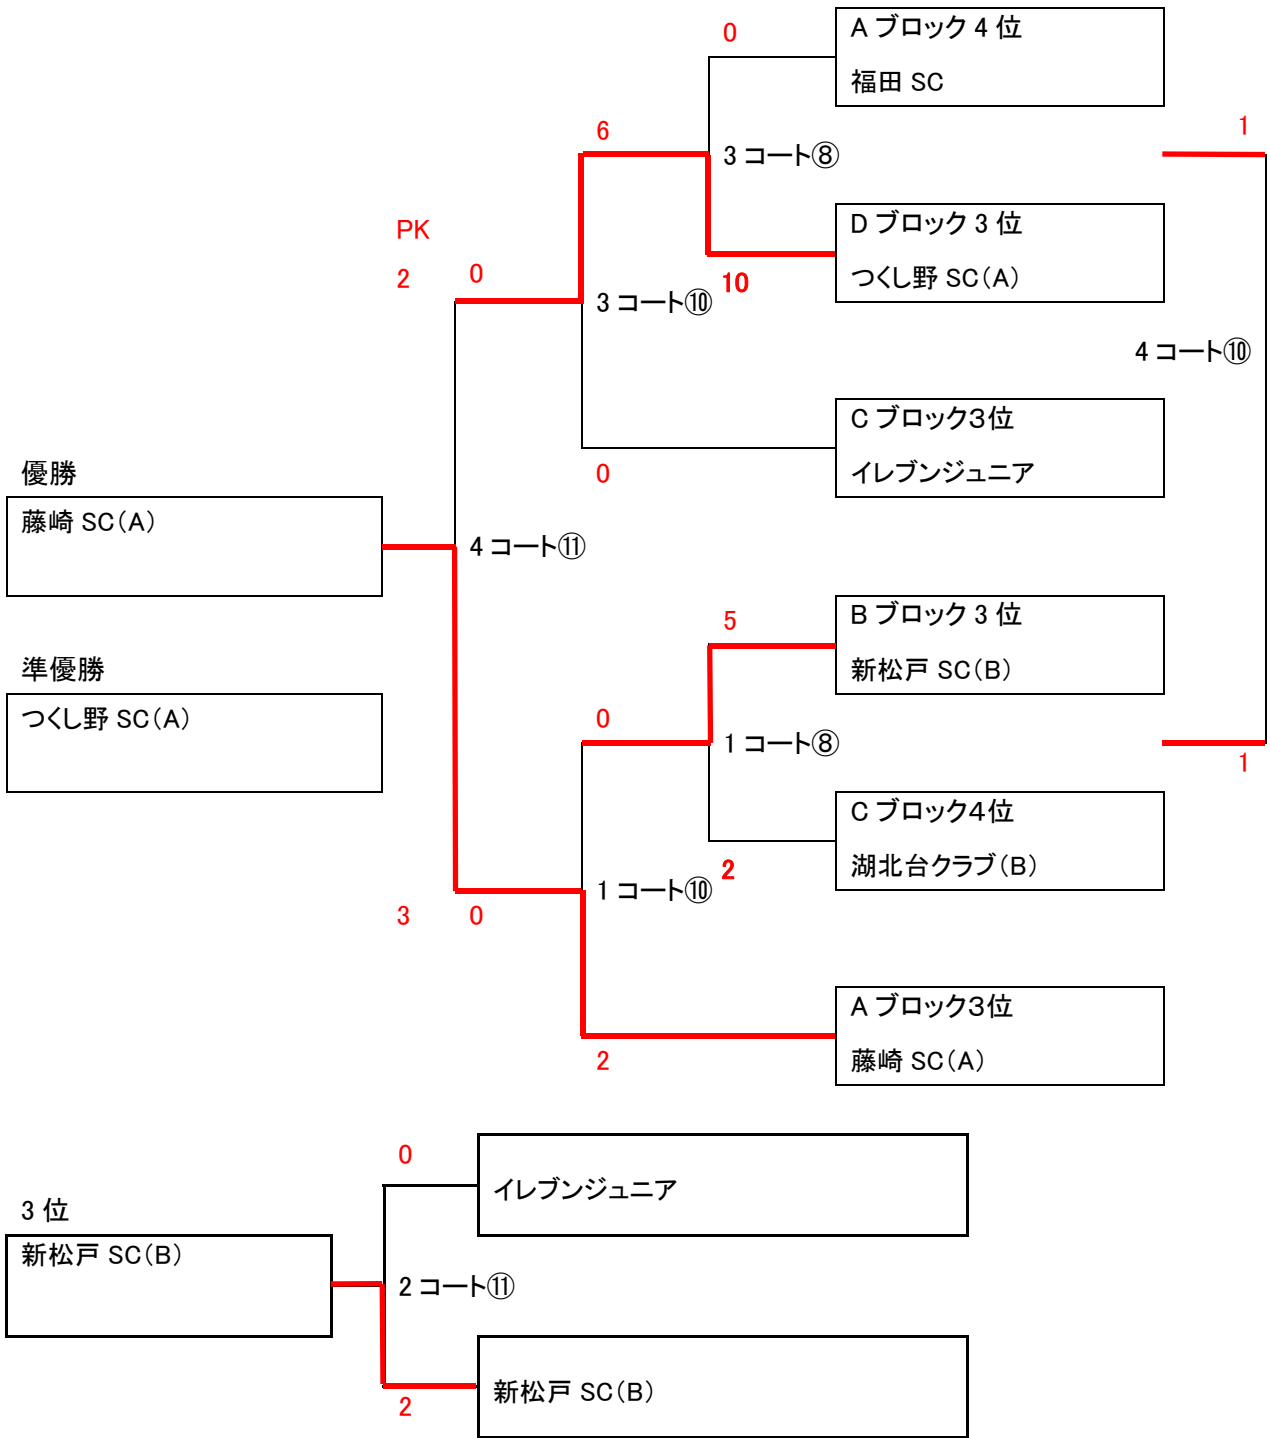 0
A ブロック 4 位
福田 SC
6
1
3 コート⑧
PK
D ブロック 3 位
2
0
10
つくし野 SC(A)
3 コート⑩
4 コート⑩
C ブロック3位
0
イレブンジュニア
優勝
藤崎 SC(A)
4 コート⑪
5
B ブロック 3 位
準優勝
新松戸 SC(B)
つくし野 SC(A)
0
1 コート⑧
1
C ブロック4位
2
湖北台クラブ(B)
1 コート⑩
3
0
A ブロック3位
2
藤崎 SC(A)
0
イレブンジュニア
3 位
新松戸 SC(B)
2 コート⑪
2
新松戸 SC(B)